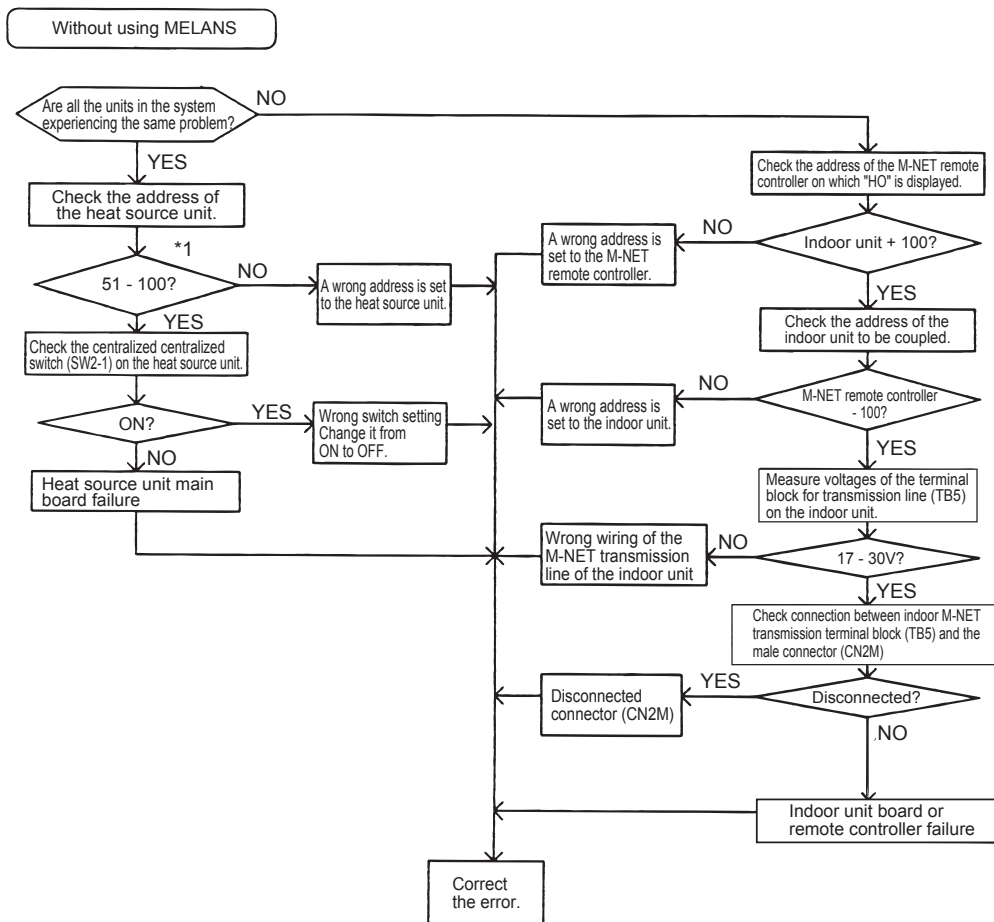 Without using MELANS
Are all the units in the system
experiencing the same problem?
NO
YES
Check the address of
the heat source unit.
*1
51 - 100?
NO
A wrong address is set
to the heat source unit.
YES
Check the centralized centralized
switch (SW2-1) on the heat source unit.
ON?
YES
Wrong switch setting
Change it from
ON to OFF.
NO
Heat source unit main
board failure
Check the address of the M-NET remote
controller on which "HO" is displayed.
Indoor unit + 100?
NO
A wrong address is
set to the M-NET
remote controller.
YES
Check the address of the
indoor unit to be coupled.
M-NET remote controller
- 100?
NO
A wrong address is
set to the indoor unit.
YES
Measure voltages of the terminal
block for transmission line (TB5)
on the indoor unit.
17 - 30V?
NO
Wrong wiring of the
M-NET transmission
line of the indoor unit
YES
Check connection between indoor M-NET
transmission terminal block (TB5) and the
male connector (CN2M)
Disconnected?
YES
Disconnected
connector (CN2M)
NO
Indoor unit board or
remote controller failure
Correct
the error.